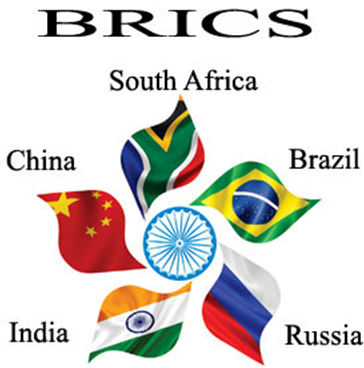 BRICS
South Africa
China
Brazil
India
Russia